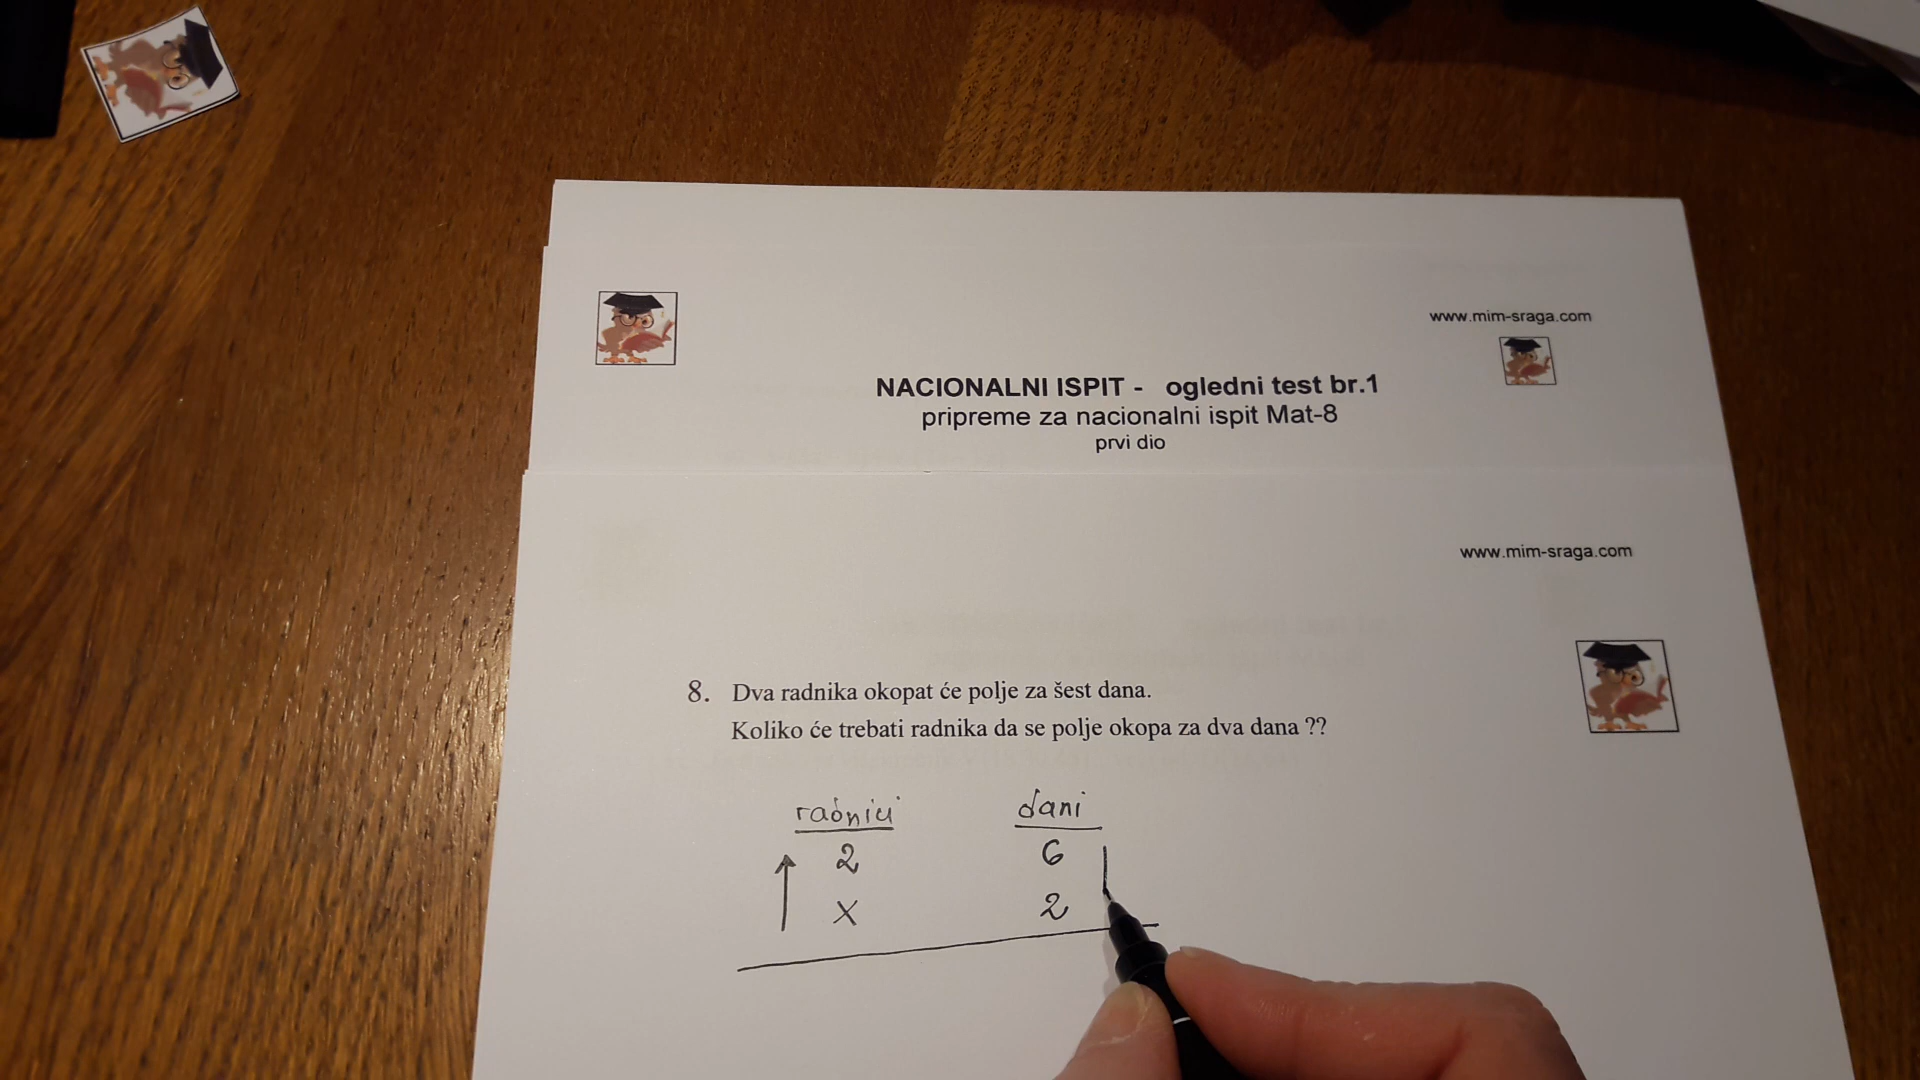 www.mim-sraga.com
NACIONALNI ISPIT - ogledni test br.1
pripreme za nacionalni ispit Mat-8
prvi dio
www.mim-sraga.com
8. Dva radnika okopat će polje za šest dana.
Koliko će trebati radnika da se polje okopa za dva dana ??
radnici dani
2 6
x 2